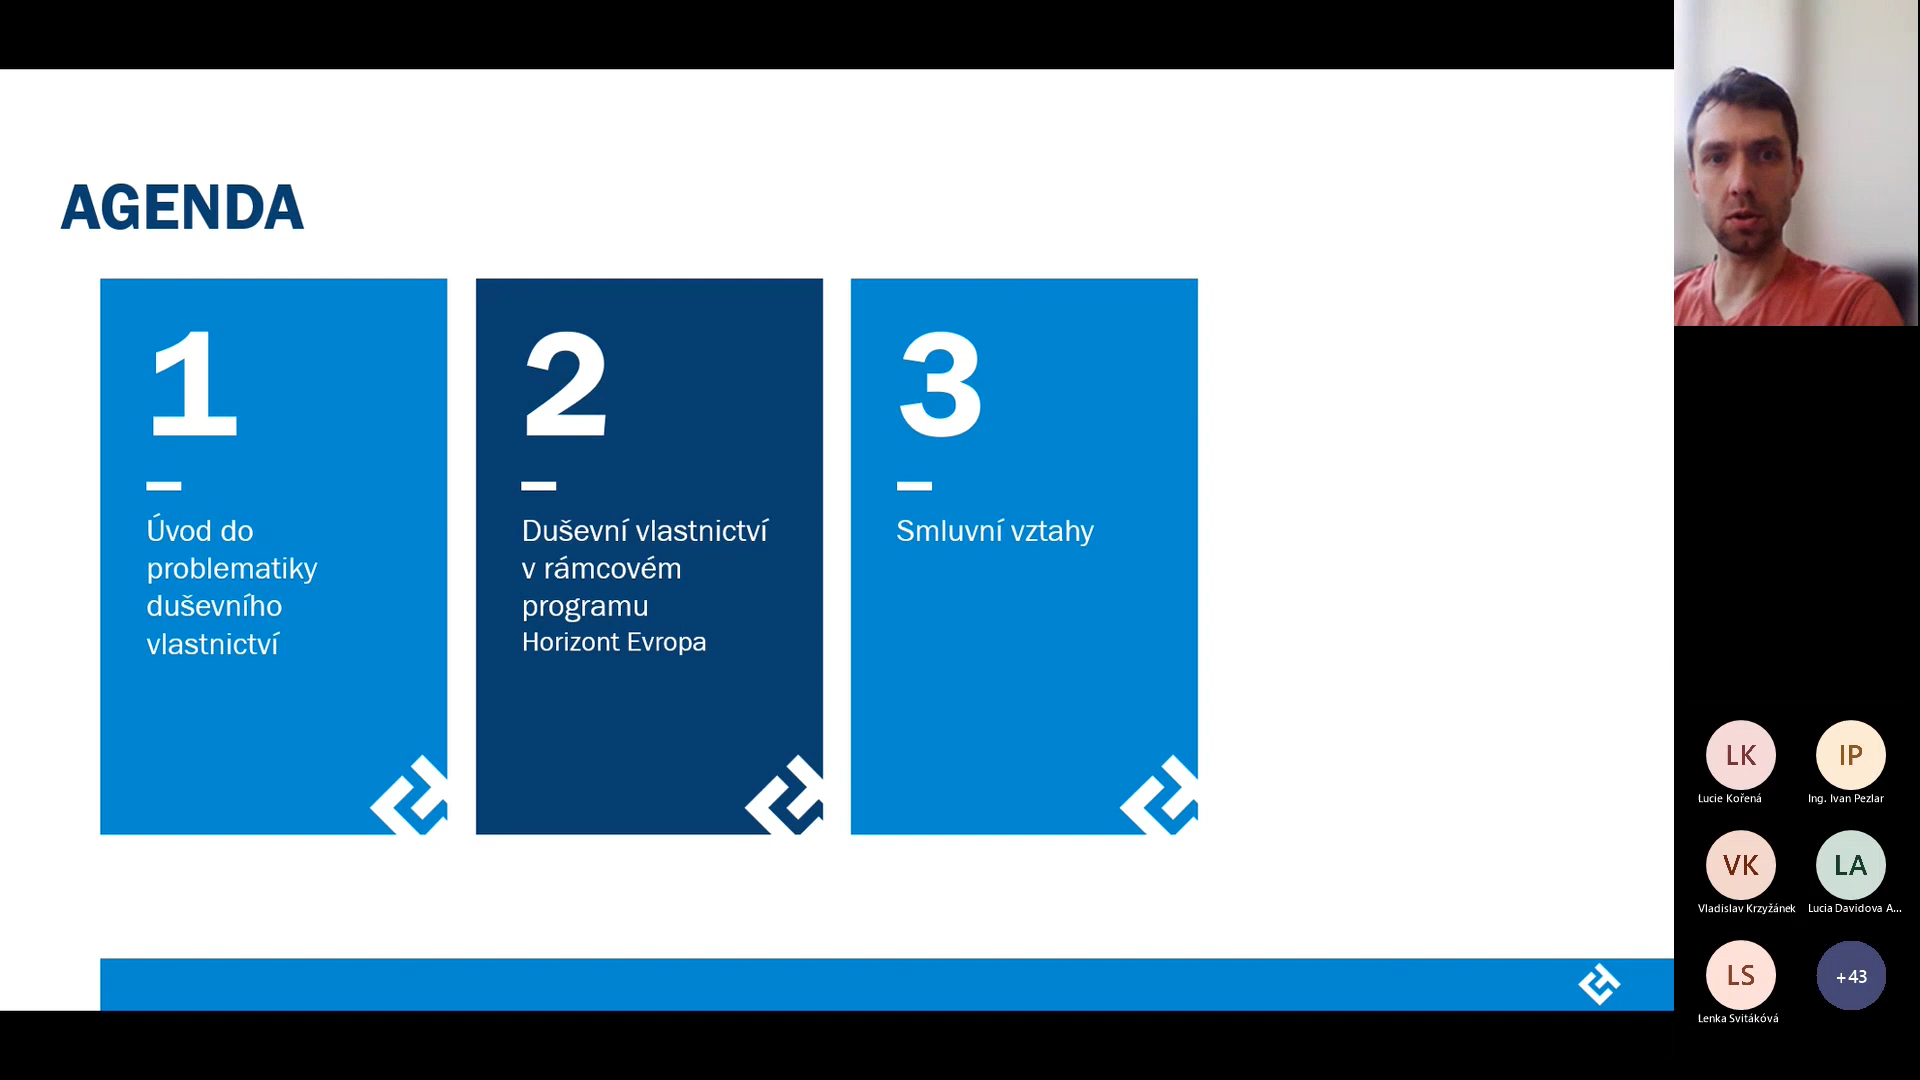 AGENDA
1
Úvod do
problematiky
duševního
vlastnictví
2
Duševní vlastnictví
v rámcovém
programu
Horizont Evropa
3
Smluvní vztahy
LK
Lucie Kořená
IP
Ing. Ivan Pezlar
VK
Vladislav Krzyžánek
LA
Lucia Davidova A...
LS
Lenka Svitáková
+43